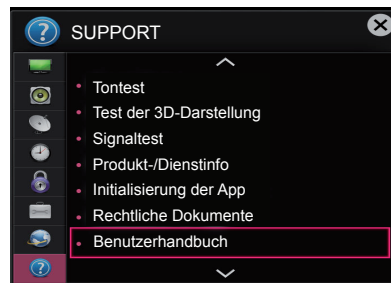 SUPPORT
Tontest
Test der 3D-Darstellung
Signaltest
Produkt-/Dienstinfo
Initialisierung der App
Rechtliche Dokumente
Benutzerhandbuch